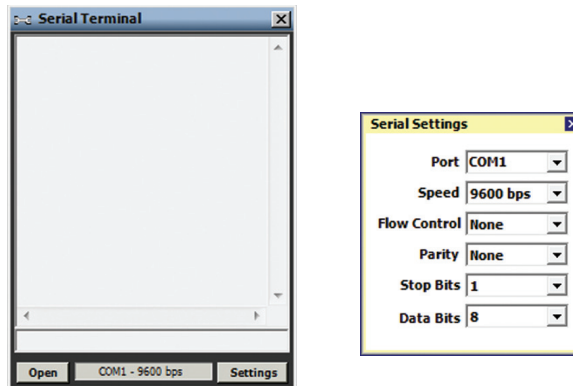 Serial Terminal
Open COM1 - 9600 bps Settings
Serial Settings
Port COM1
Speed 9600 bps
Flow Control None
Parity None
Stop Bits 1
Data Bits 8